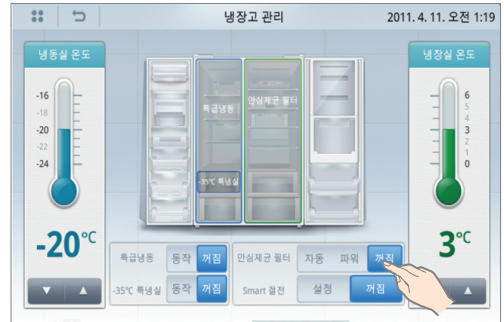 냉장고 관리
2011. 4. 11. 오전 1:19
냉동실 온도
-16
-18
-20
-22
-24
-20℃
특급냉동
안심제균 필터
-35℃ 특냉실
냉장실 온도
6
5
4
3
2
1
0
3℃
특급냉동 동작 꺼짐
안심제균 필터 자동 파워 꺼짐
-35℃ 특냉실 동작 꺼짐
Smart 절전 설정 꺼짐